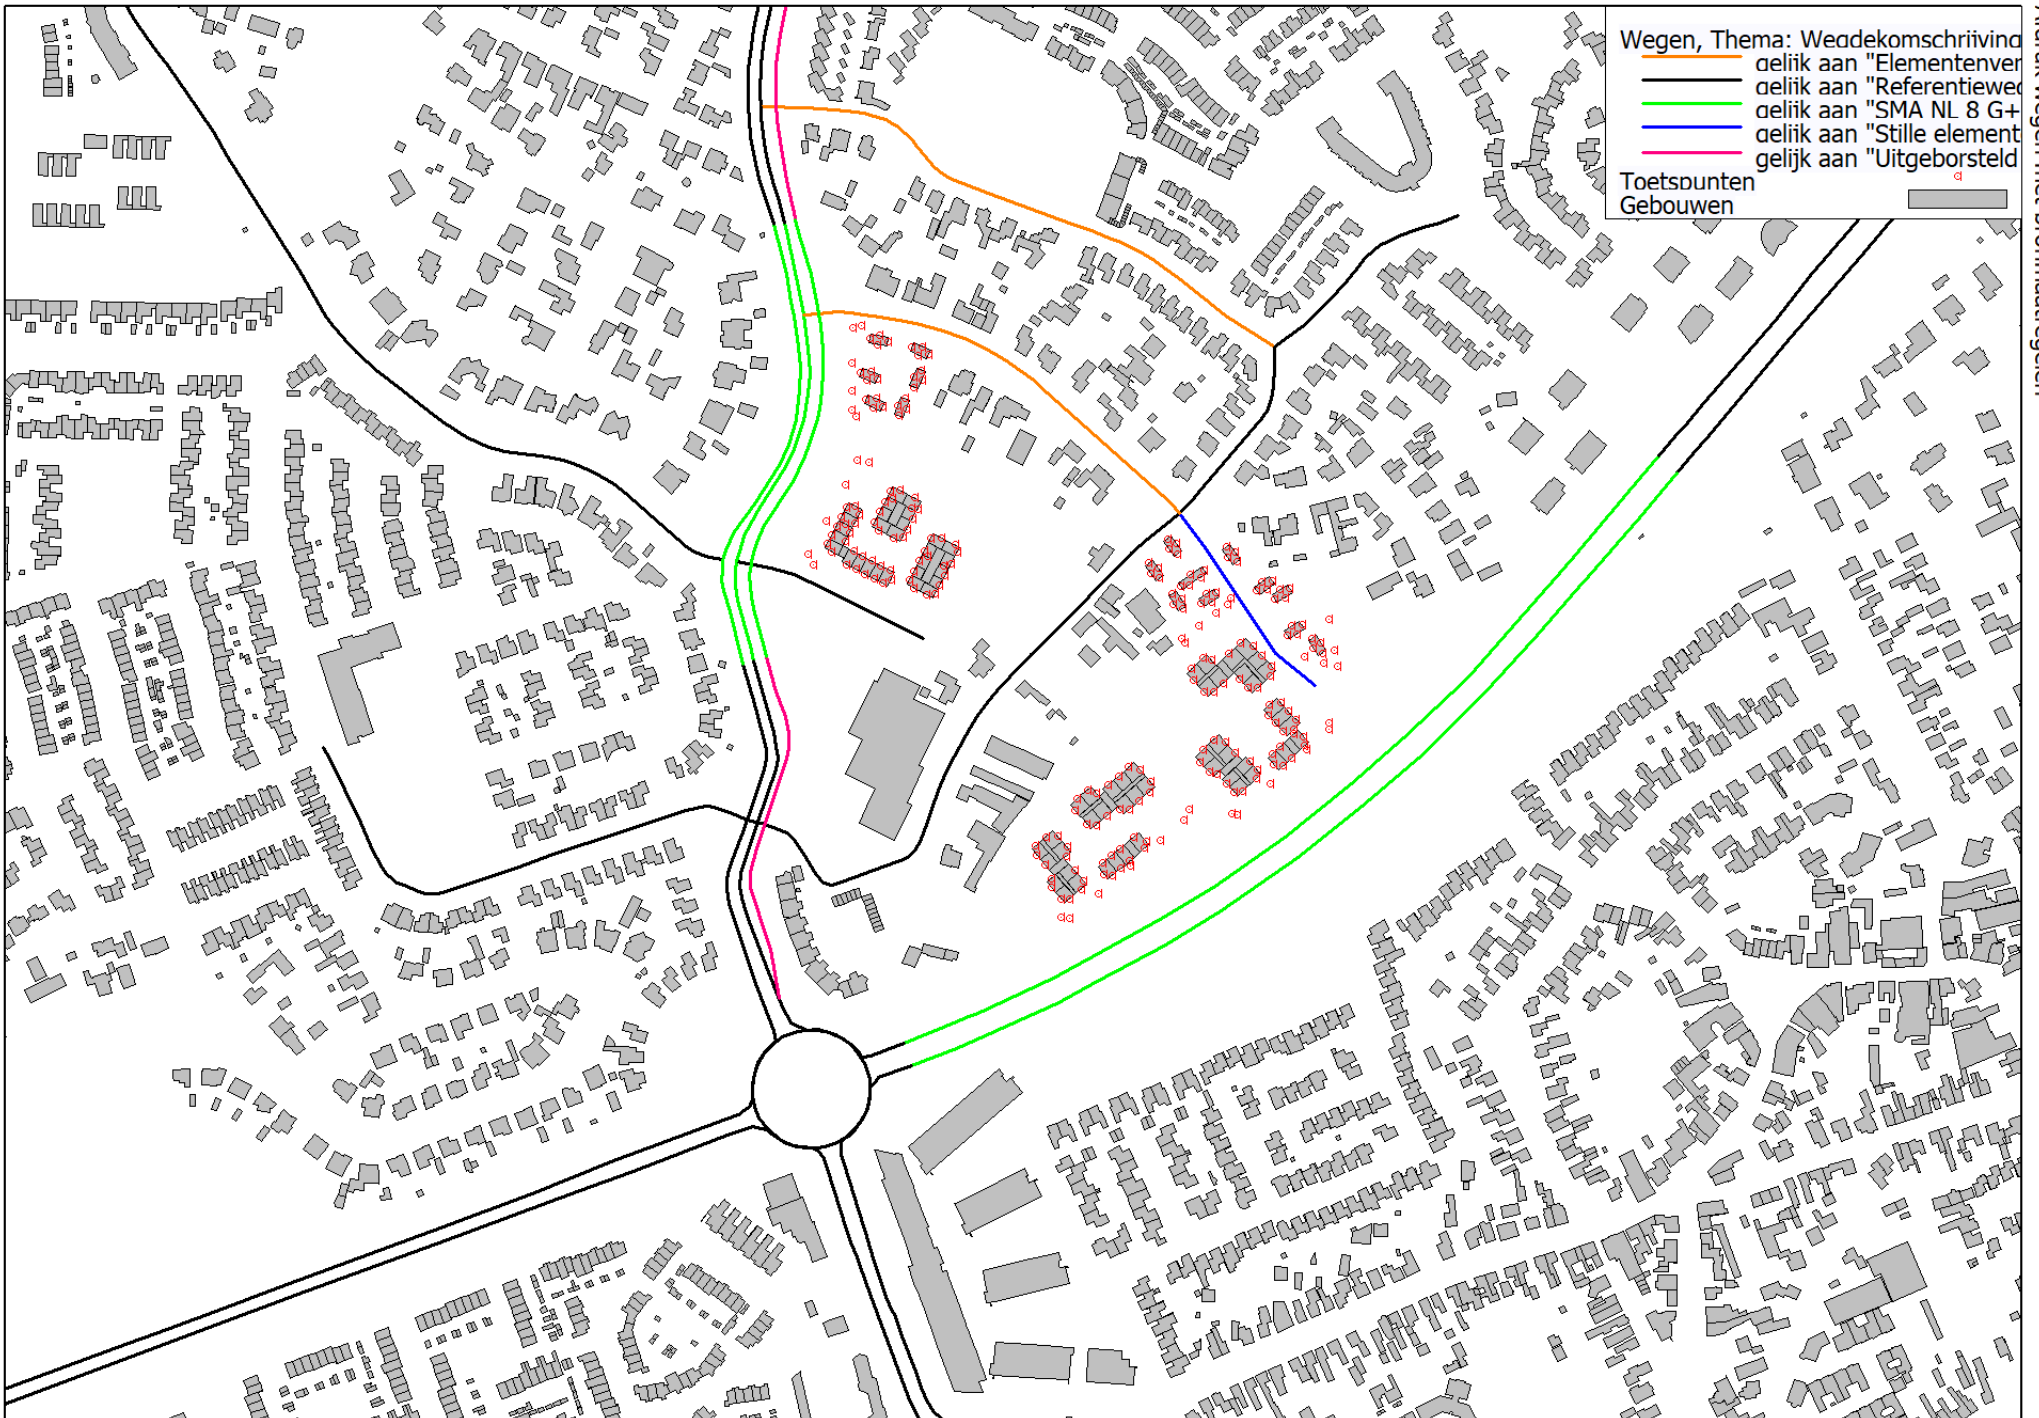 Wegen, Thema: Wegdekomschrijving
gelijk aan "Elementenver
gelijk aan "Referentieweg
gelijk aan "SMA NL 8 G+
gelijk aan "Stille element
gelijk aan "Uitgeborsteld
Toetspunten
Gebouwen